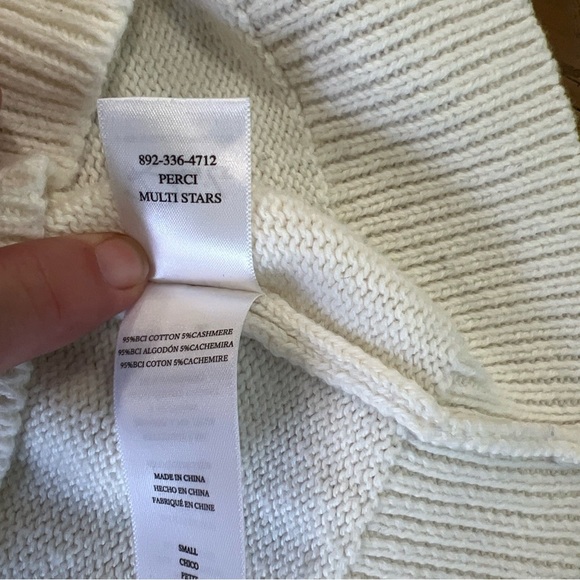 892-336-4712
PERCI
MULTI STARS
95%BCI COTTON 5%CASHMERE
95%BCI ALGODÓN 5%CACHEMIRA
95%BCI COTON 5%CACHEMIRE
MADE IN CHINA
HECHO EN CHINA
FABRIQUÉ EN CHINE
SMALL
CHICO